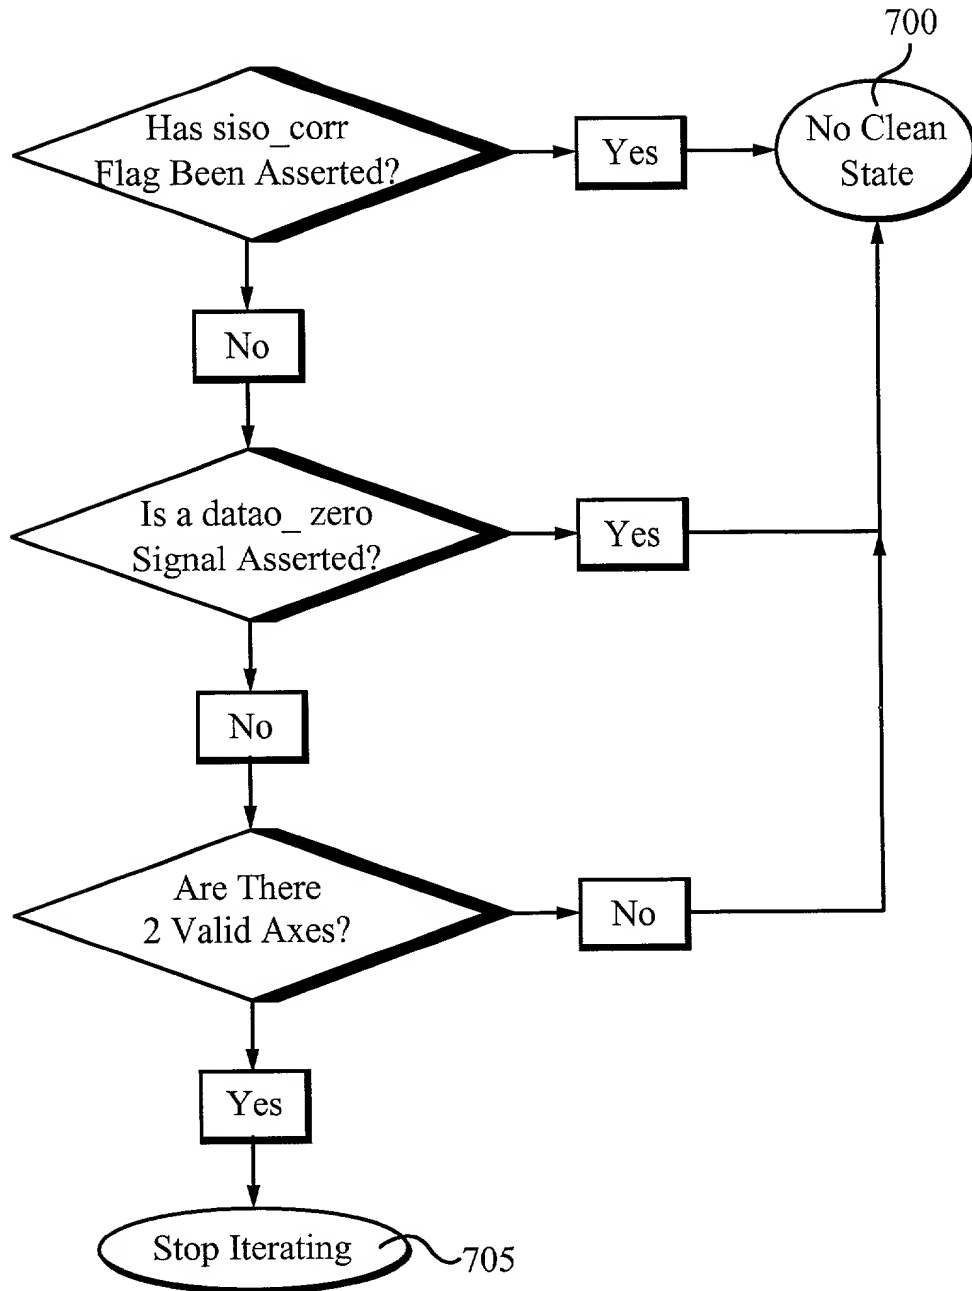 700
Has siso_corr
Flag Been Asserted?
Yes
No Clean
State
No
Is a datao_ zero
Signal Asserted?
Yes
No
Are There
2 Valid Axes?
No
Yes
Stop Iterating
705